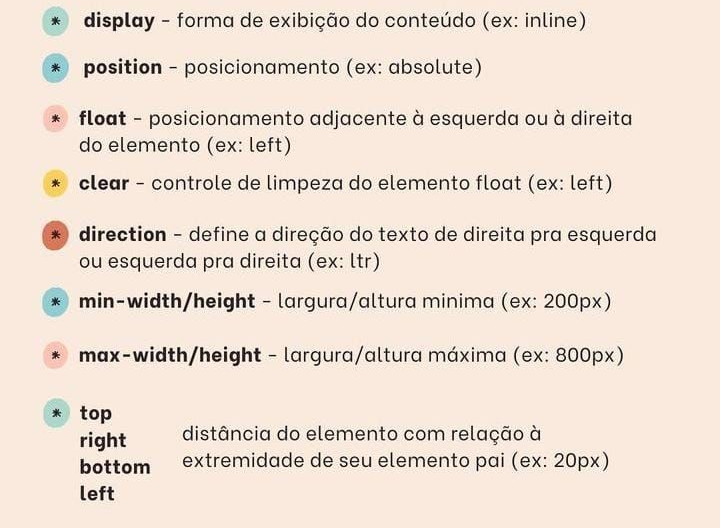 * display - forma de exibição do conteúdo (ex: inline)
* position - posicionamento (ex: absolute)
* float - posicionamento adjacente à esquerda ou à direita
do elemento (ex: left)
* clear - controle de limpeza do elemento float (ex: left)
* direction - define a direção do texto de direita pra esquerda
ou esquerda pra direita (ex: ltr)
* min-width/height - largura/altura minima (ex: 200px)
* max-width/height - largura/altura máxima (ex: 800px)
* top
right
bottom
left
distância do elemento com relação à
extremidade de seu elemento pai (ex: 20px)